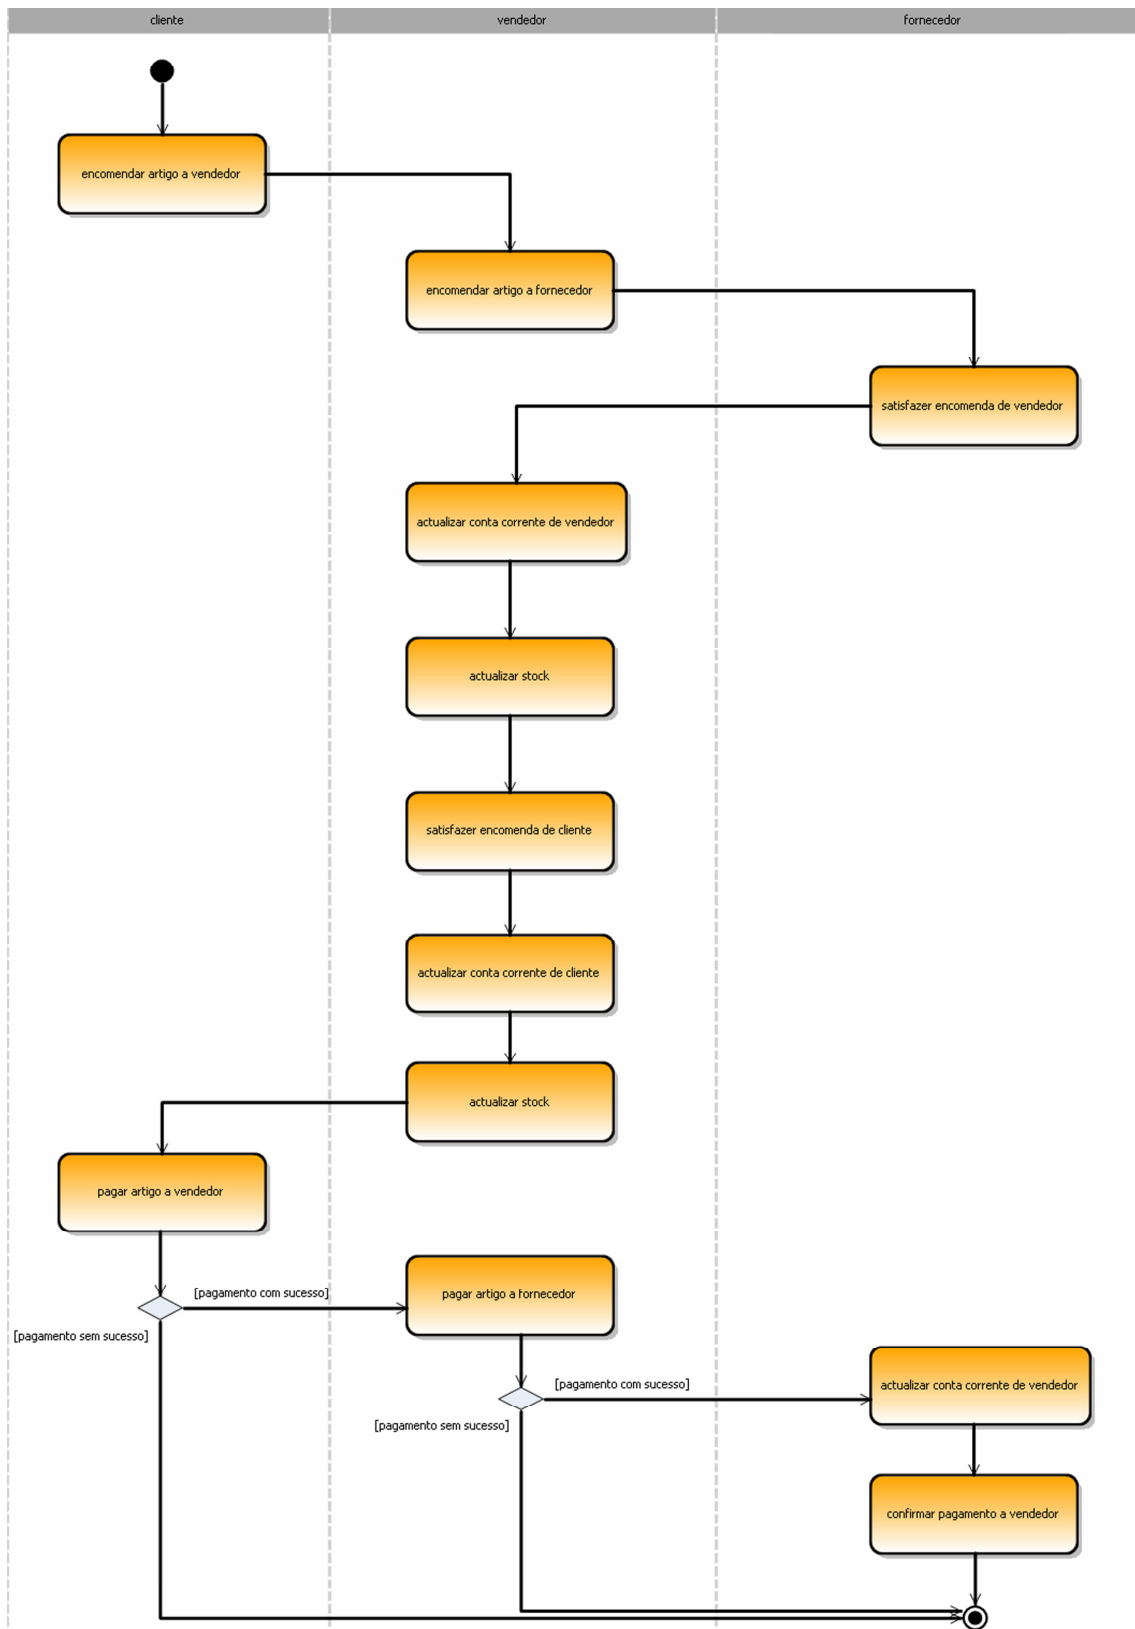 cliente
vendedor
fornecedor
encomendar artigo a vendedor
encomendar artigo a fornecedor
satisfazer encomenda de vendedor
actualizar conta corrente de vendedor
actualizar stock
satisfazer encomenda de cliente
actualizar conta corrente de cliente
actualizar stock
pagar artigo a vendedor
[pagamento com sucesso]
pagar artigo a fornecedor
[pagamento sem sucesso]
[pagamento com sucesso]
actualizar conta corrente de vendedor
[pagamento sem sucesso]
confirmar pagamento a vendedor